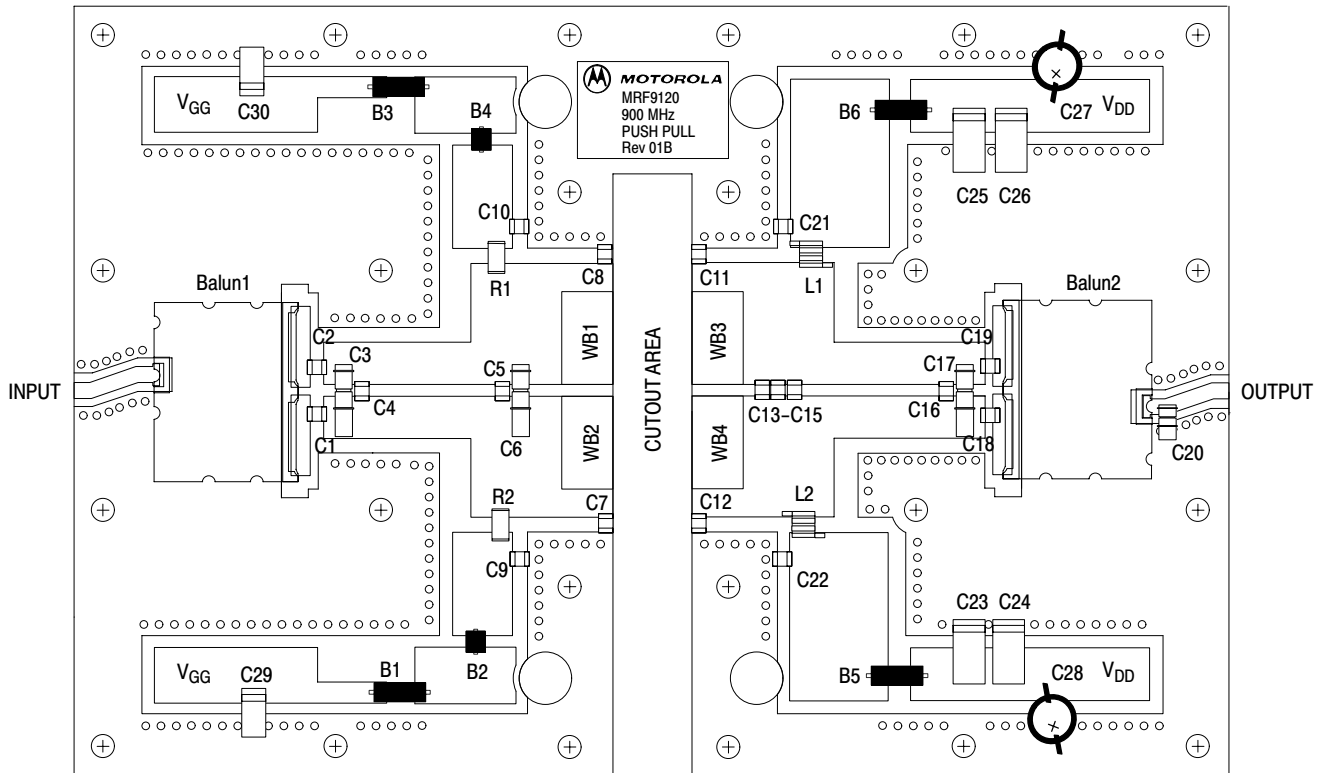 MOTOROLA
MRF9120
900 MHz
PUSH PULL
Rev 01B
VGG
C30
B3
B4
B6
C27
VDD
C25
C26
C10
C21
R1
C8
C11
L1
Balun1
Balun2
C2
C3
C5
WB1
WB3
C17
C19
INPUT
CUTOUT AREA
OUTPUT
C4
C13-C15
C16
C1
C6
WB2
WB4
C18
C20
R2
C7
C12
L2
C9
C22
C23
C24
VGG
C29
B1
B2
B5
C28
VDD